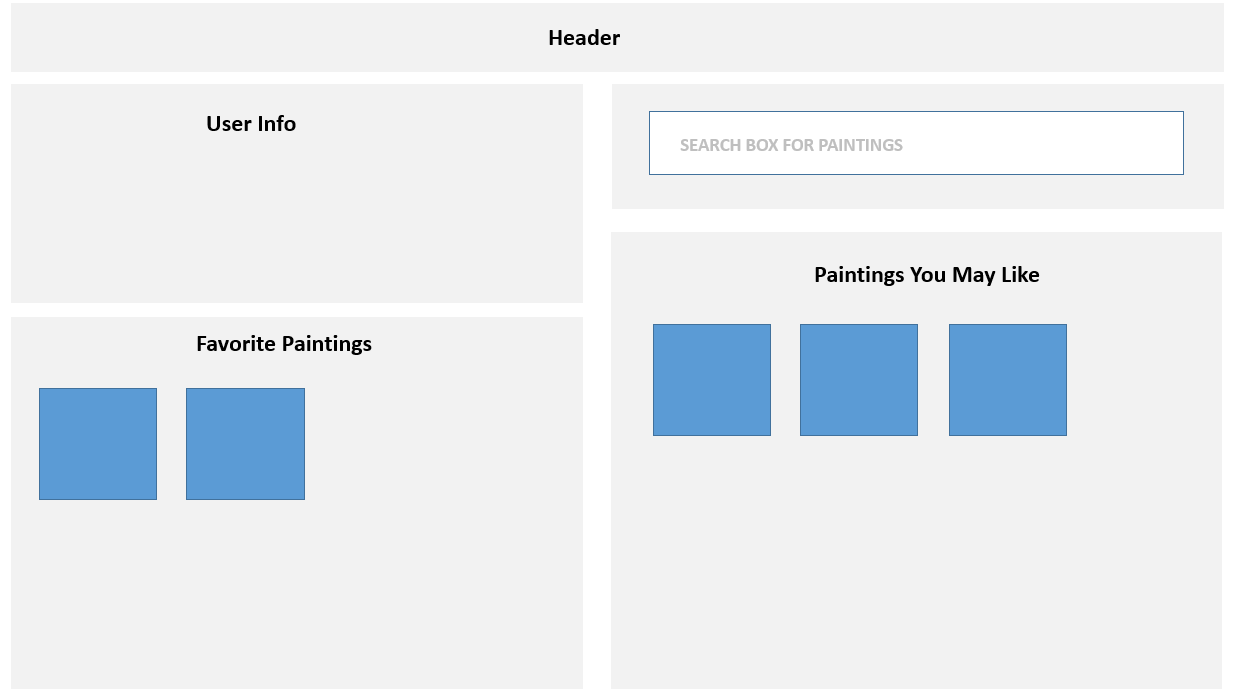 Header
User Info
SEARCH BOX FOR PAINTINGS
Paintings You May Like
Favorite Paintings